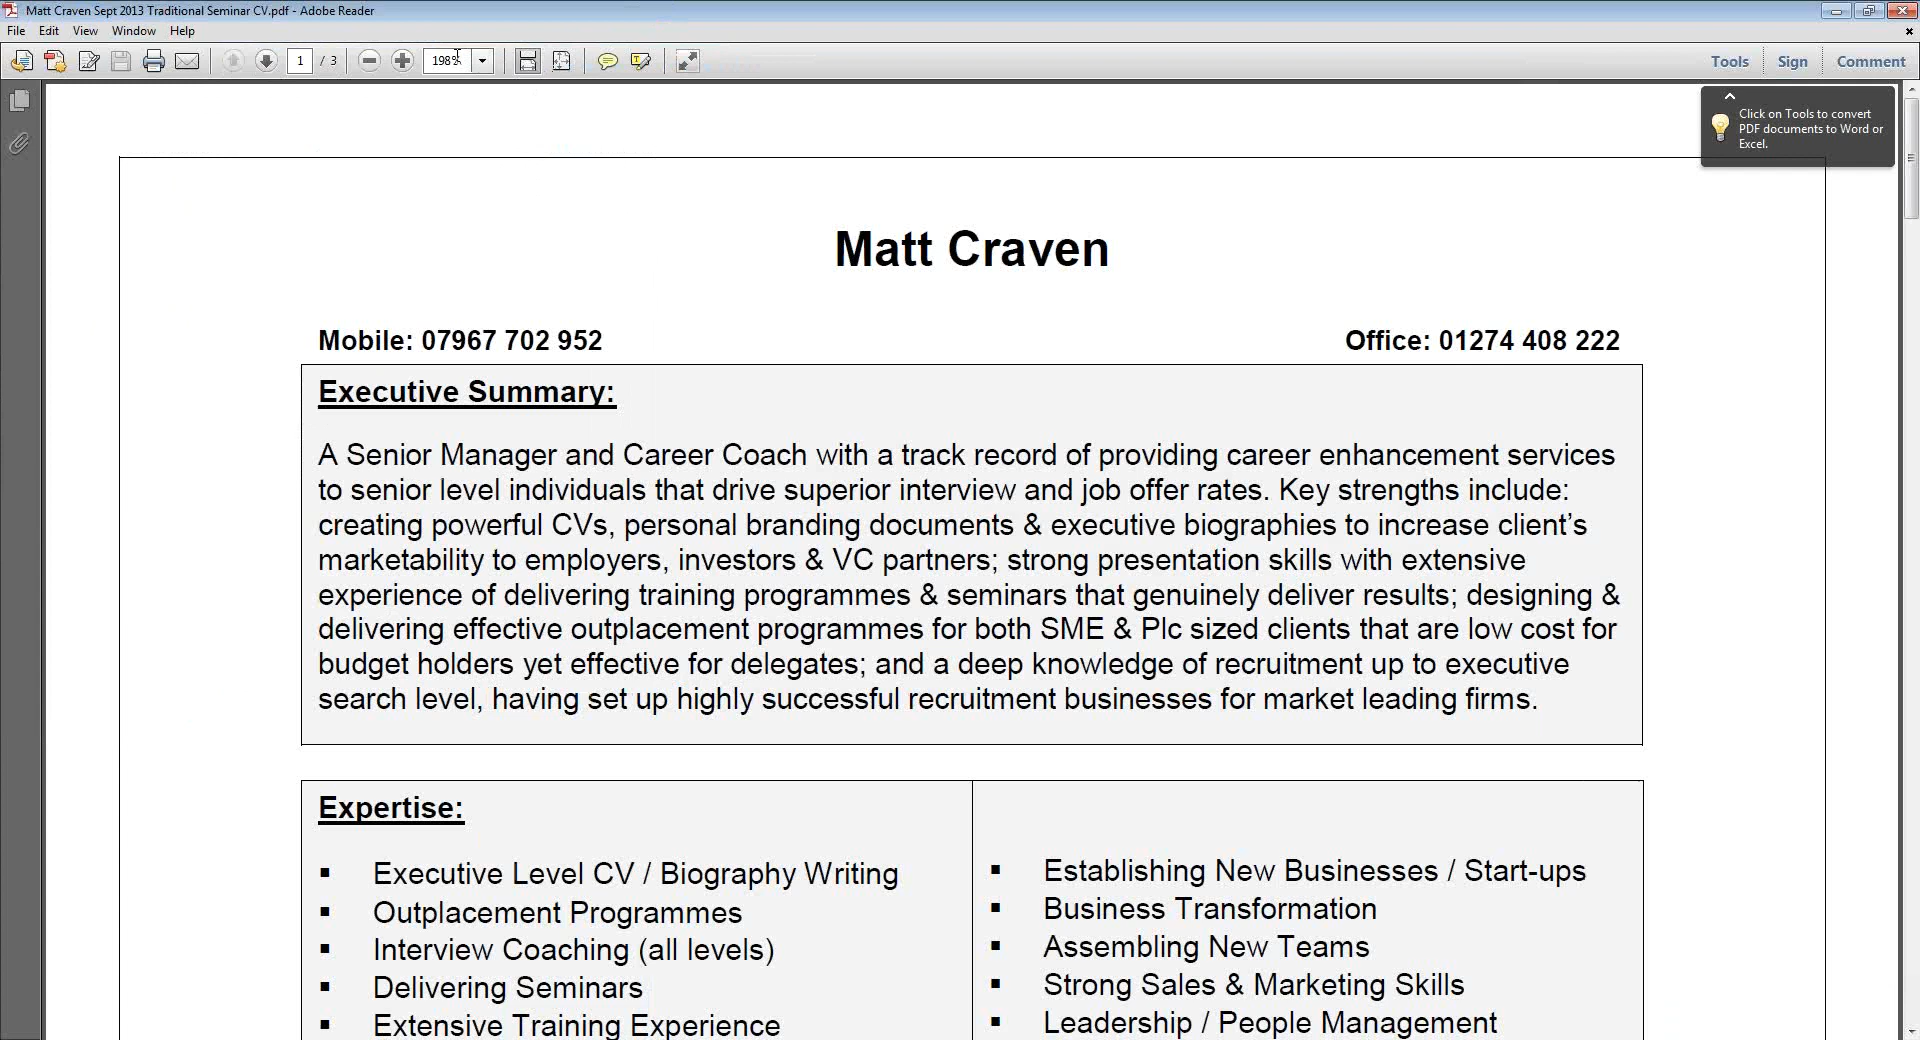 Matt Craven Sept 2013 Traditional Seminar CV.pdf - Adobe Reader
File Edit View Window Help
1 / 3 198% Tools Sign Comment
Click on Tools to convert
PDF documents to Word or
Excel.
Matt Craven
Mobile: 07967 702 952 Office: 01274 408 222
Executive Summary:
A Senior Manager and Career Coach with a track record of providing career enhancement services
to senior level individuals that drive superior interview and job offer rates. Key strengths include:
creating powerful CVs, personal branding documents & executive biographies to increase client’s
marketability to employers, investors & VC partners; strong presentation skills with extensive
experience of delivering training programmes & seminars that genuinely deliver results; designing &
delivering effective outplacement programmes for both SME & Plc sized clients that are low cost for
budget holders yet effective for delegates; and a deep knowledge of recruitment up to executive
search level, having set up highly successful recruitment businesses for market leading firms.
Expertise:
▪ Executive Level CV / Biography Writing
▪ Outplacement Programmes
▪ Interview Coaching (all levels)
▪ Delivering Seminars
▪ Extensive Training Experience
▪ Establishing New Businesses / Start-ups
▪ Business Transformation
▪ Assembling New Teams
▪ Strong Sales & Marketing Skills
▪ Leadership / People Management